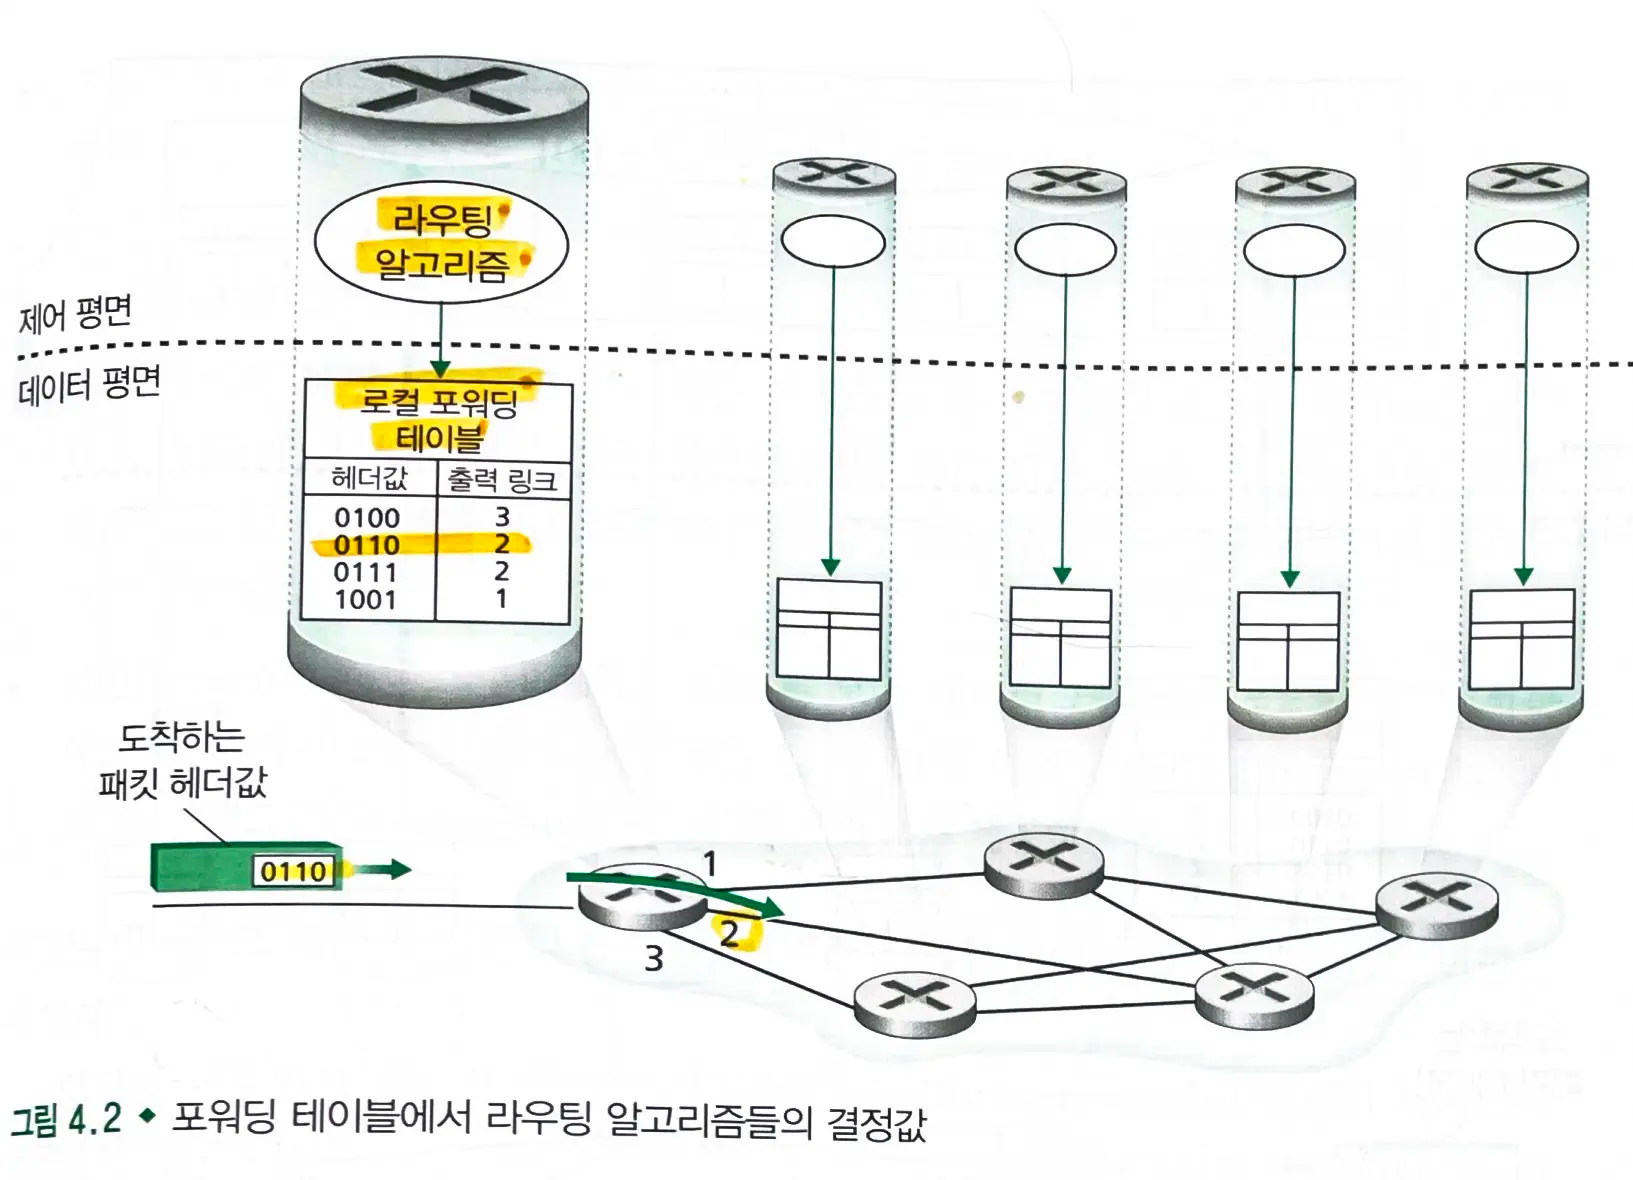 라우팅
알고리즘
제어 평면
데이터 평면
로컬 포워딩
테이블
헤더값 출력 링크
0100 3
0110 2
0111 2
1001 1
도착하는
패킷 헤더값
0110
1
2
3
그림 4.2 ◆ 포워딩 테이블에서 라우팅 알고리즘들의 결정값